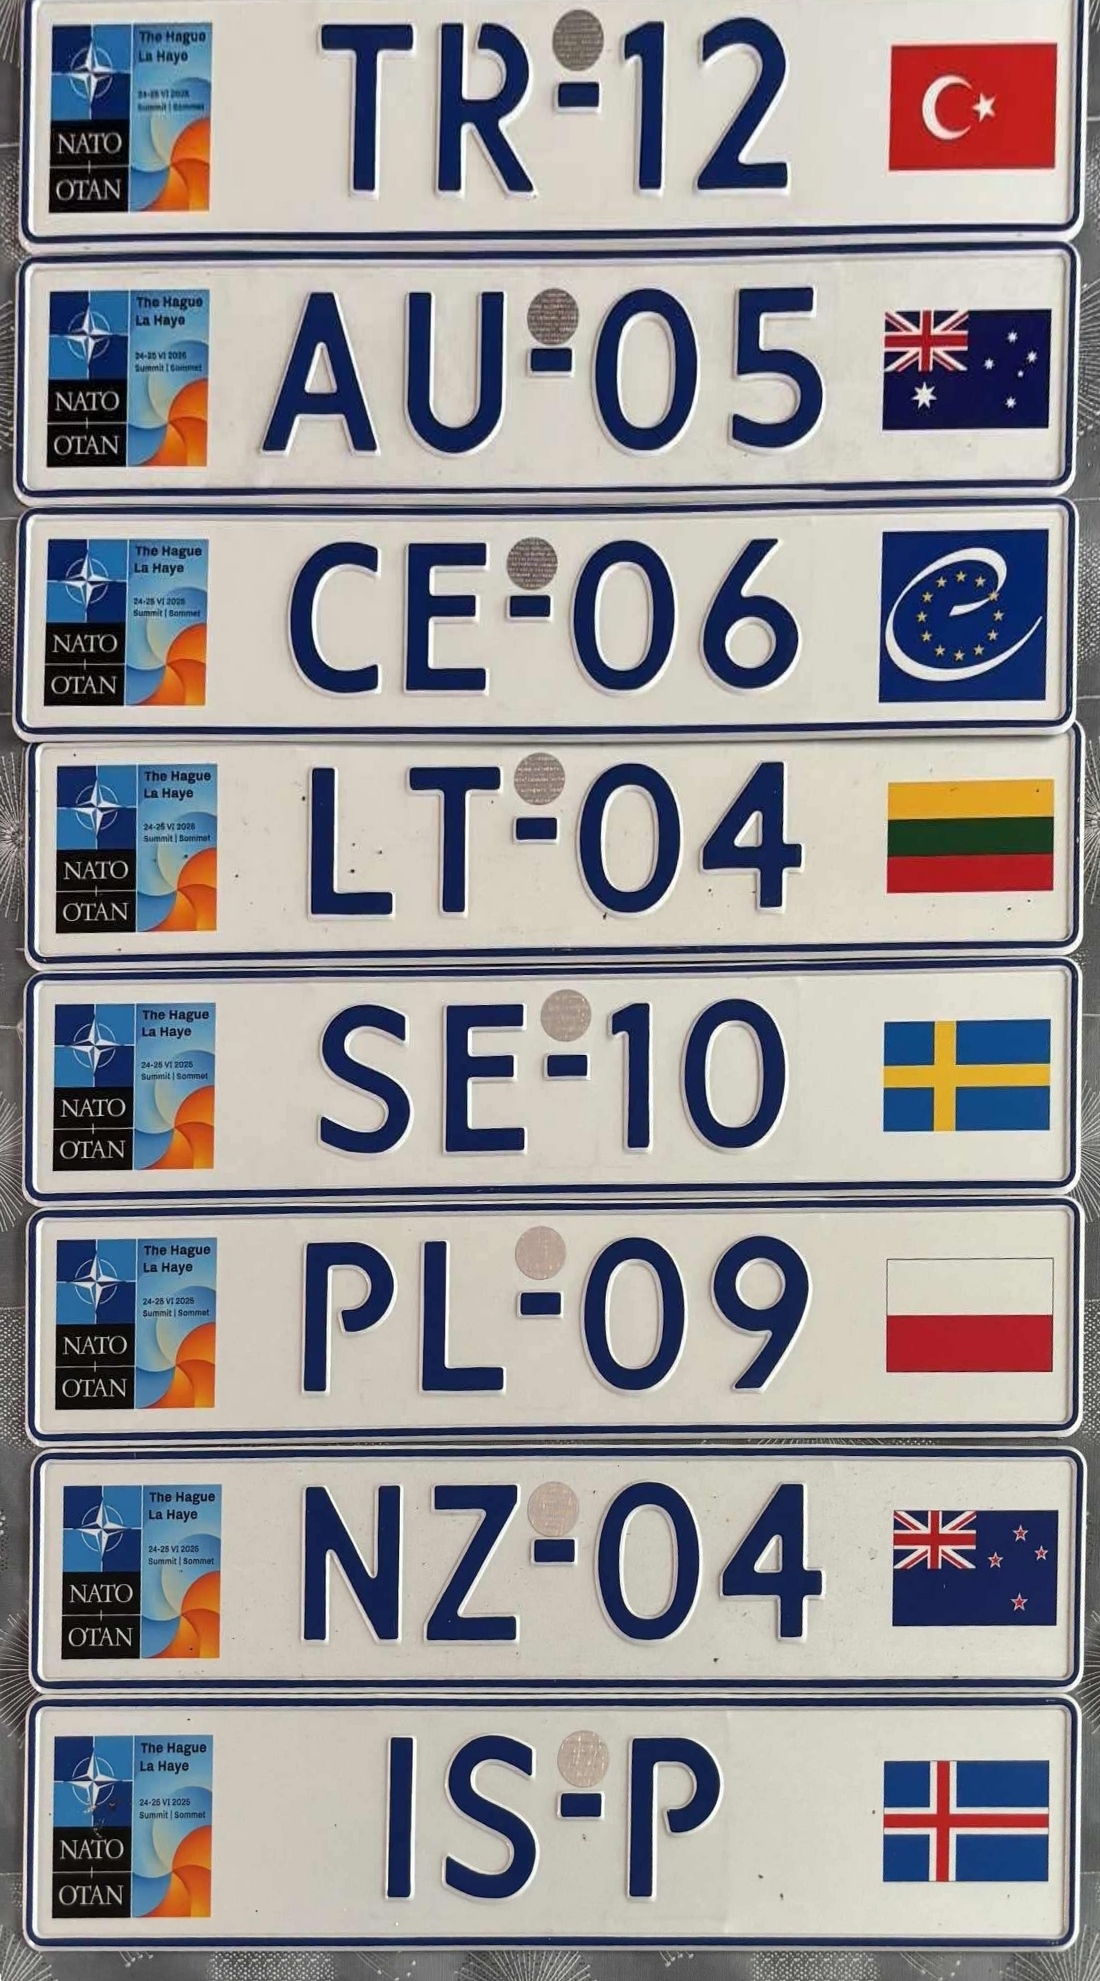 The Hague
La Haye
24-25 VI 2025
Summit | Sommet
NATO
OTAN
TR-12
The Hague
La Haye
24-25 VI 2025
Summit | Sommet
NATO
OTAN
AU-05
The Hague
La Haye
24-25 VI 2025
Summit | Sommet
NATO
OTAN
CE-06
The Hague
La Haye
24-25 VI 2025
Summit | Sommet
NATO
OTAN
LT-04
The Hague
La Haye
24-25 VI 2025
Summit | Sommet
NATO
OTAN
SE-10
The Hague
La Haye
24-25 VI 2025
Summit | Sommet
NATO
OTAN
PL-09
The Hague
La Haye
24-25 VI 2025
Summit | Sommet
NATO
OTAN
NZ-04
The Hague
La Haye
24-25 VI 2025
Summit | Sommet
NATO
OTAN
IS-P